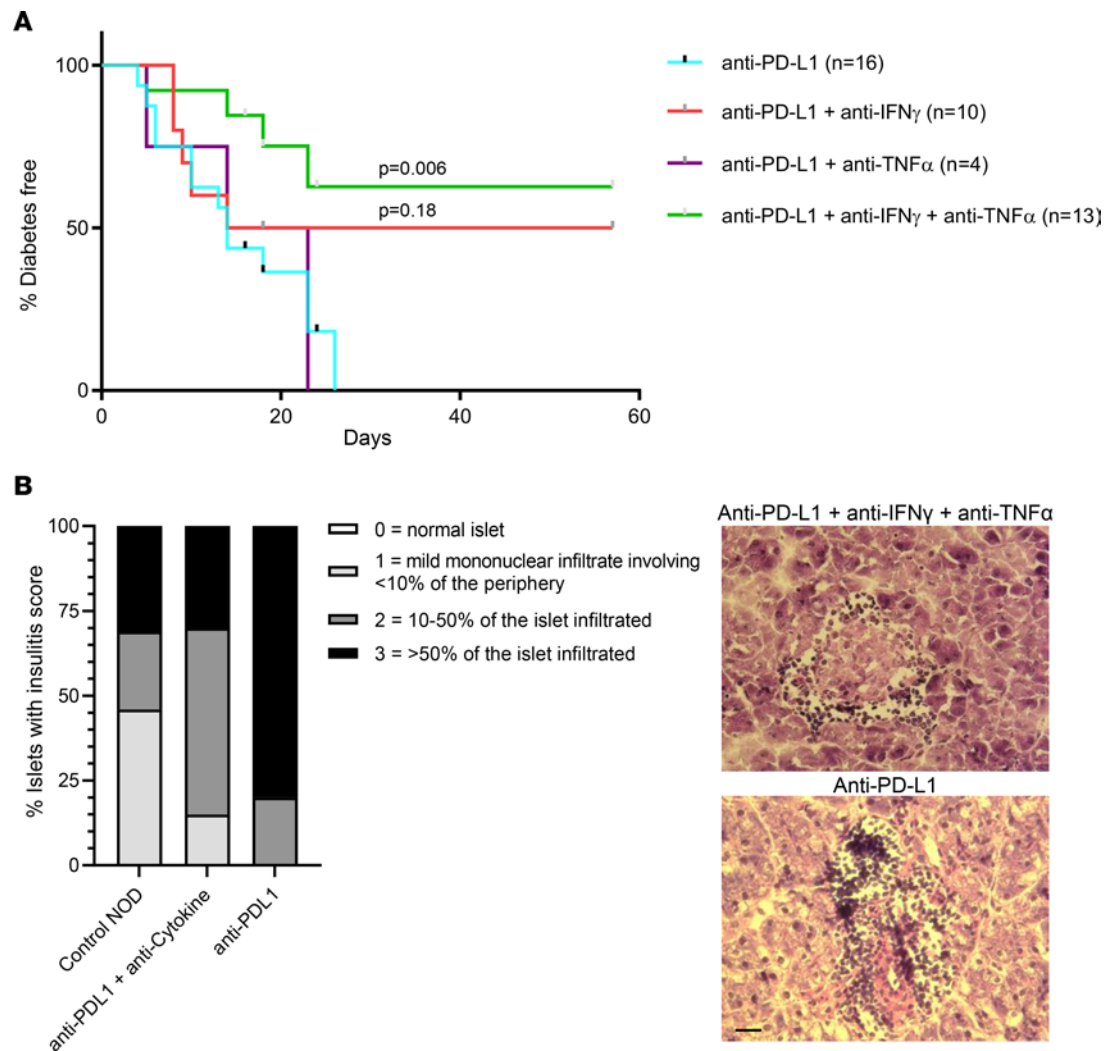 A
% Diabetes free
100
50
0
0
20
40
60
Days
p=0.006
p=0.18
anti-PD-L1 (n=16)
anti-PD-L1 + anti-IFNγ (n=10)
anti-PD-L1 + anti-TNFα (n=4)
anti-PD-L1 + anti-IFNγ + anti-TNFα (n=13)
B
% Islets with insulitis score
100
75
50
25
0
Control NOD
anti-PDL1 + anti-Cytokine
anti-PDL1
0 = normal islet
1 = mild mononuclear infiltrate involving
<10% of the periphery
2 = 10-50% of the islet infiltrated
3 = >50% of the islet infiltrated
Anti-PD-L1 + anti-IFNγ + anti-TNFα
Anti-PD-L1